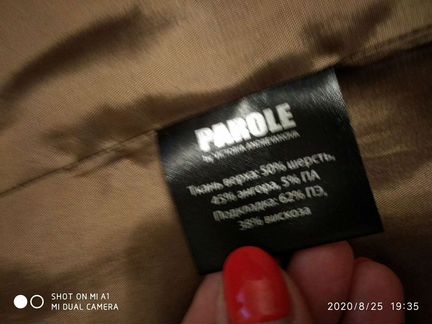 PAROLE
by VICTORIA ANDREYANOVA
Ткань верха: 50% шерсть,
45% ангора, 5% ПА
Подкладка: 62% ПЭ,
38% вискоза
SHOT ON MI A1
MI DUAL CAMERA
2020/8/25 19:35